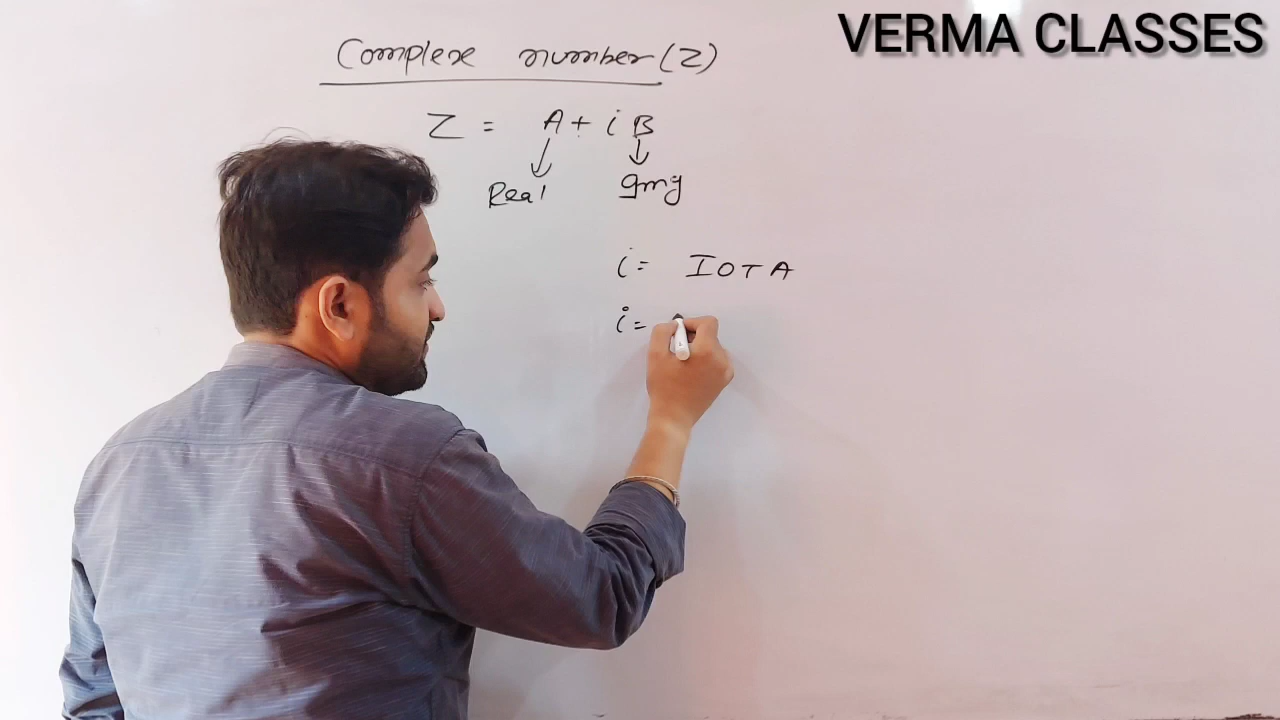 VERMA CLASSES
Complex number (Z)
Z = A + i B
Real Img
i = IOTA
i =